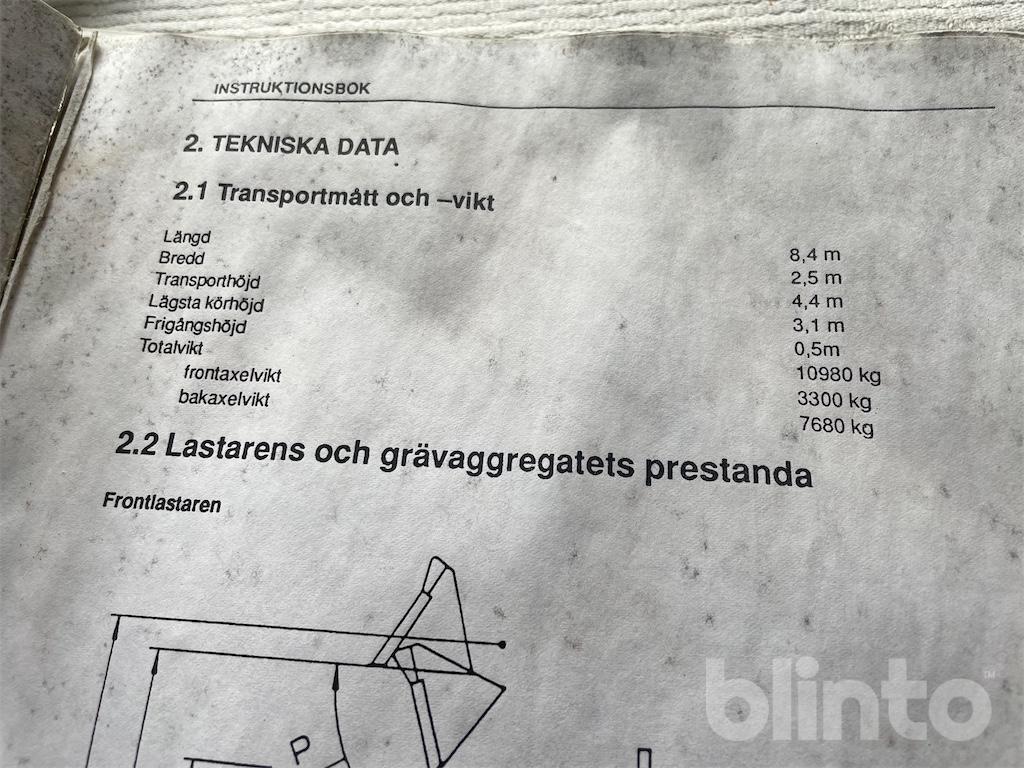 INSTRUKTIONSBOK
2. TEKNISKA DATA
2.1 Transportmått och –vikt
Längd 8,4 m
Bredd 2,5 m
Transporthöjd 4,4 m
Lägsta körhöjd 3,1 m
Frigångshöjd 0,5m
Totalvikt 10980 kg
frontaxelvikt 3300 kg
bakaxelvikt 7680 kg
2.2 Lastarens och grävaggregatets prestanda
Frontlastaren
P
blinto™